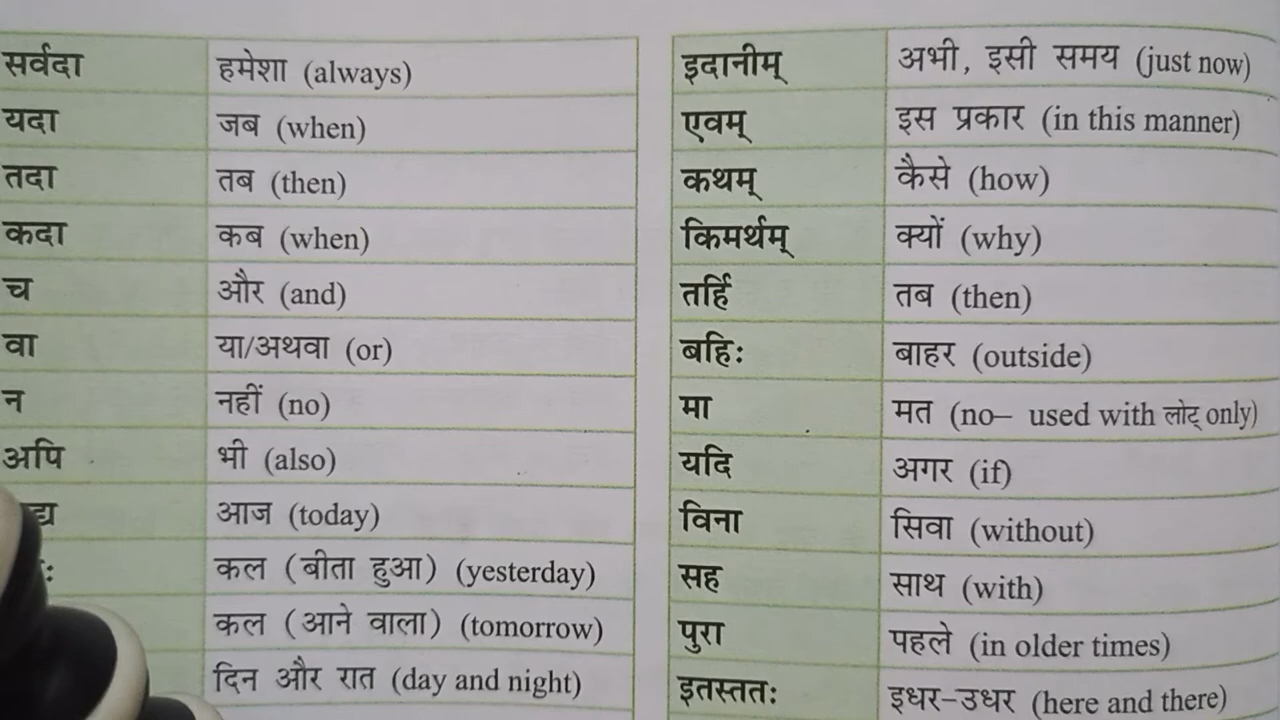 सर्वदा हमेशा (always)
यदा जब (when)
तदा तब (then)
कदा कब (when)
च और (and)
वा या/अथवा (or)
न नहीं (no)
अपि भी (also)
आज (today)
कल (बीता हुआ) (yesterday)
कल (आने वाला) (tomorrow)
दिन और रात (day and night)
इदानीम् अभी, इसी समय (just now)
एवम् इस प्रकार (in this manner)
कथम् कैसे (how)
किमर्थम् क्यों (why)
तर्हि तब (then)
बहिः बाहर (outside)
मा मत (no– used with लोट् only)
यदि अगर (if)
विना सिवा (without)
सह साथ (with)
पुरा पहले (in older times)
इतस्ततः इधर-उधर (here and there)